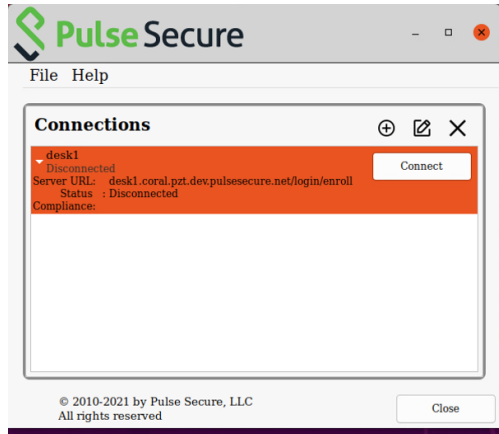 Pulse Secure
File Help
Connections
desk1
Disconnected
Connect
Server URL: desk1.coral.pzt.dev.pulsesecure.net/login/enroll
Status : Disconnected
Compliance:
© 2010-2021 by Pulse Secure, LLC
All rights reserved
Close